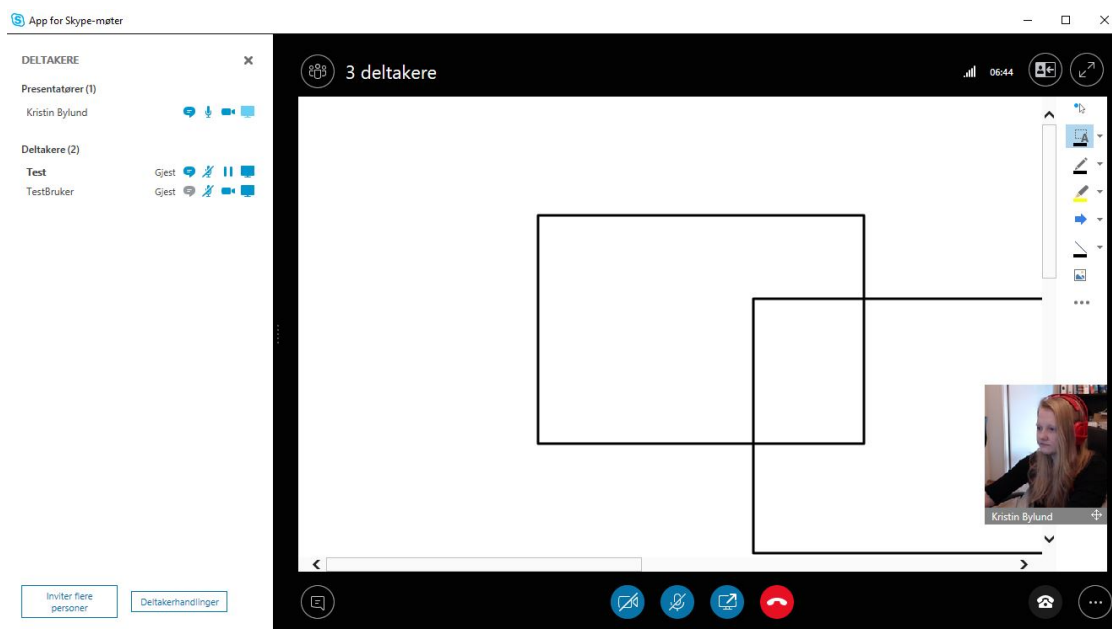 App for Skype-møter
DELTAKERE
Presentatører (1)
Kristin Bylund
Deltakere (2)
Test Gjest
TestBruker Gjest
Inviter flere
personer
Deltakerhandlinger
3 deltakere
06:44
A
Kristin Bylund